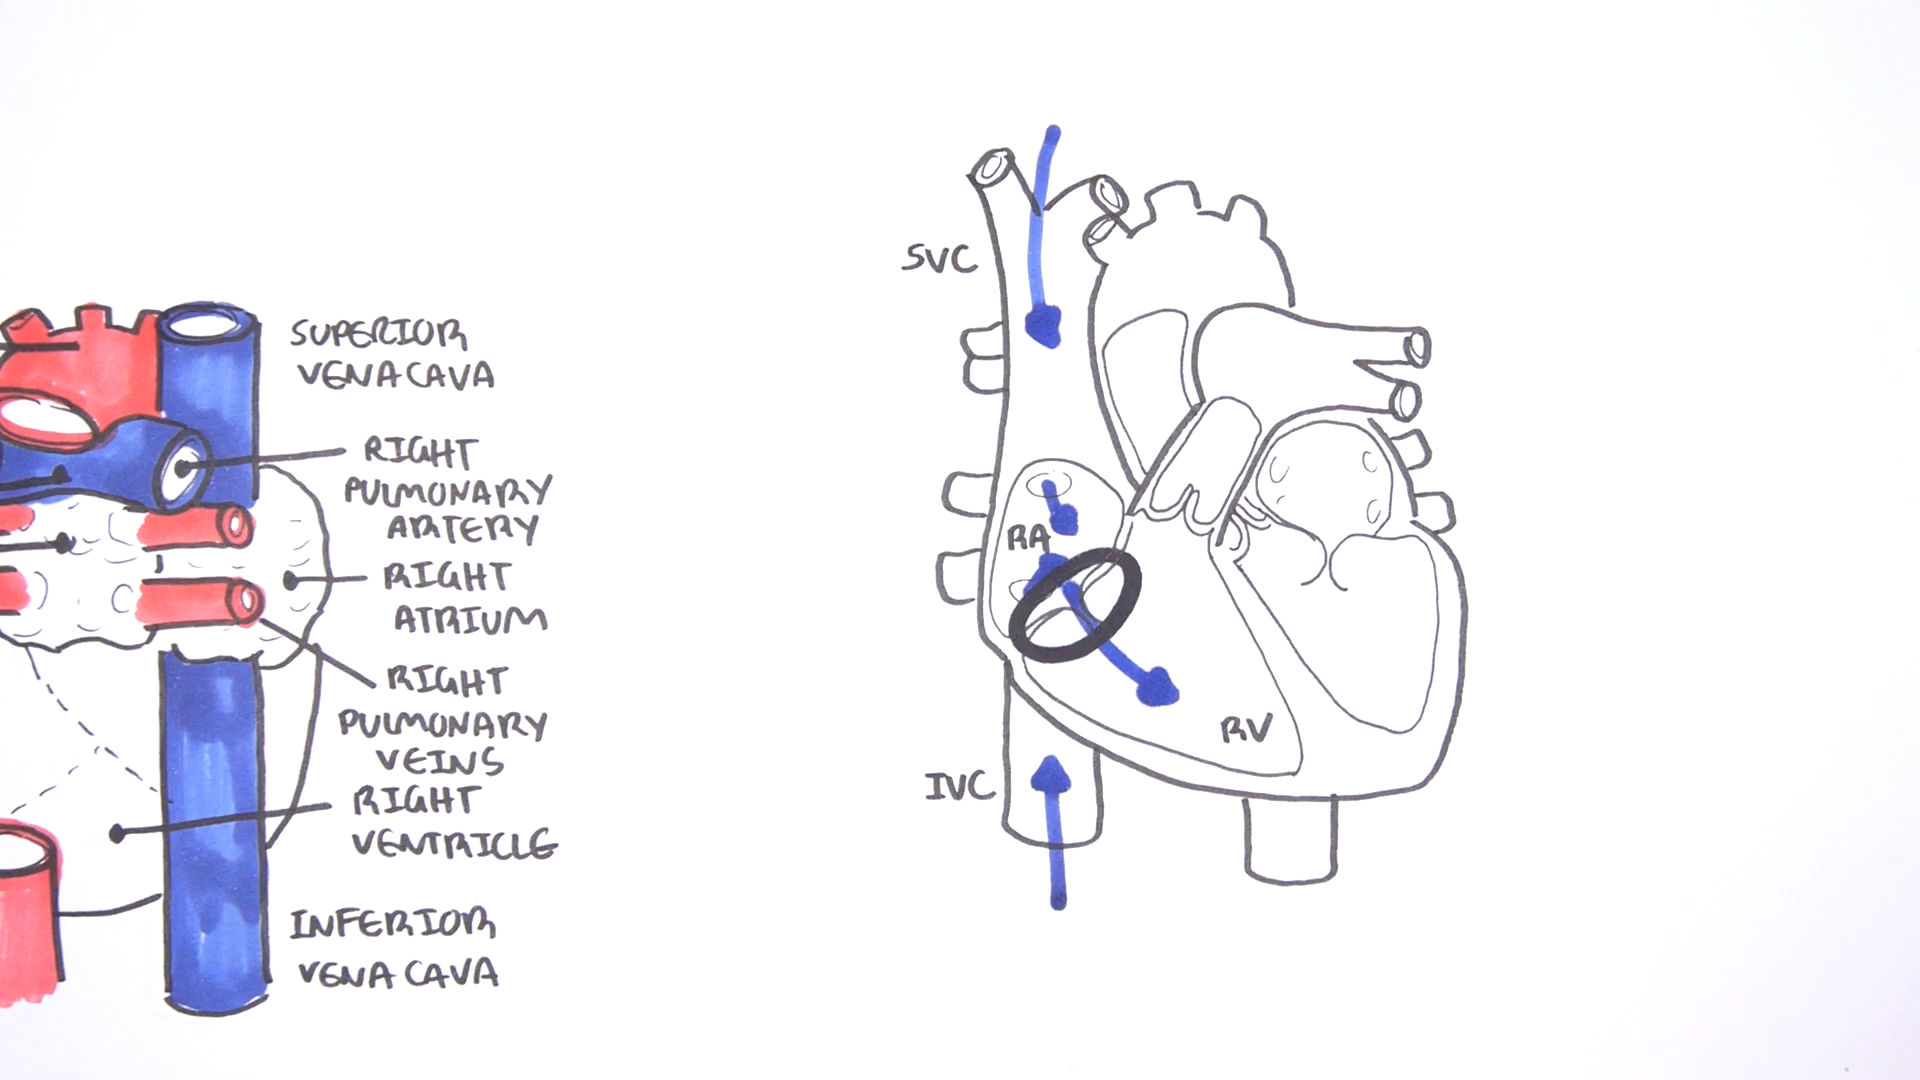 SUPERIOR
VENA CAVA
RIGHT
PULMONARY
ARTERY
RIGHT
ATRIUM
RIGHT
PULMONARY
VEINS
RIGHT
VENTRICLE
INFERIOR
VENA CAVA
SVC
RA
RV
IVC